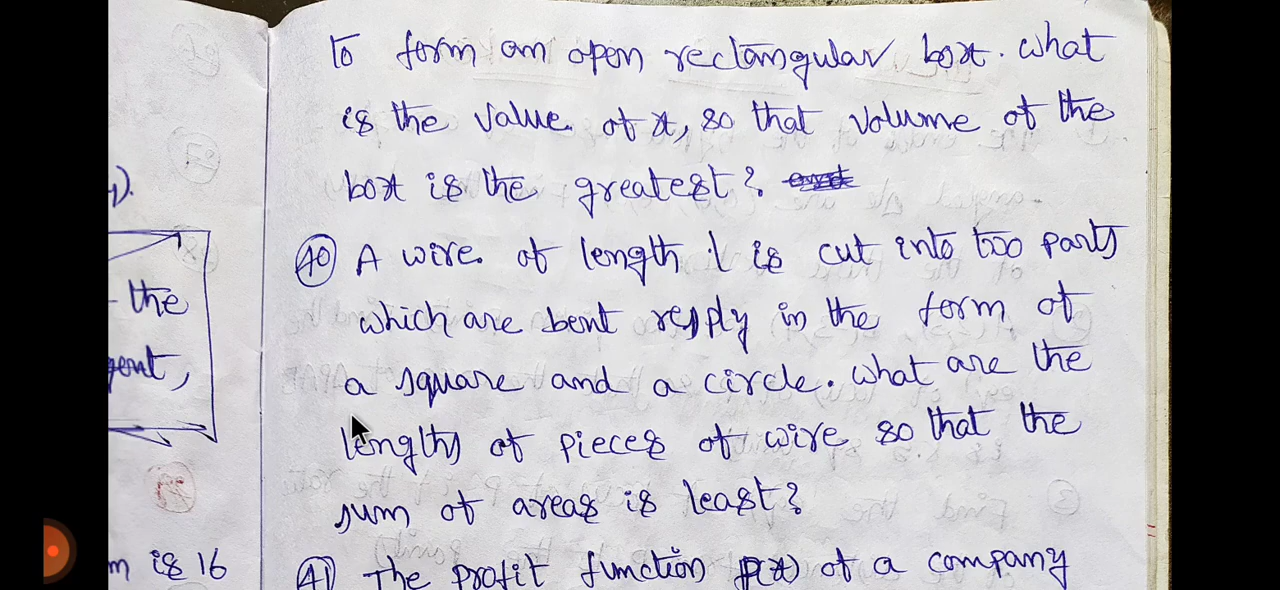 to form an open rectangular box. what
is the value of x, so that volume of the
box is the greatest?
40 A wire of length l is cut into two parts
which are bent resply in the form of
a square and a circle. what are the
lengths of pieces of wire so that the
sum of areas is least?
41 The profit function p(x) of a company
the
m is 16